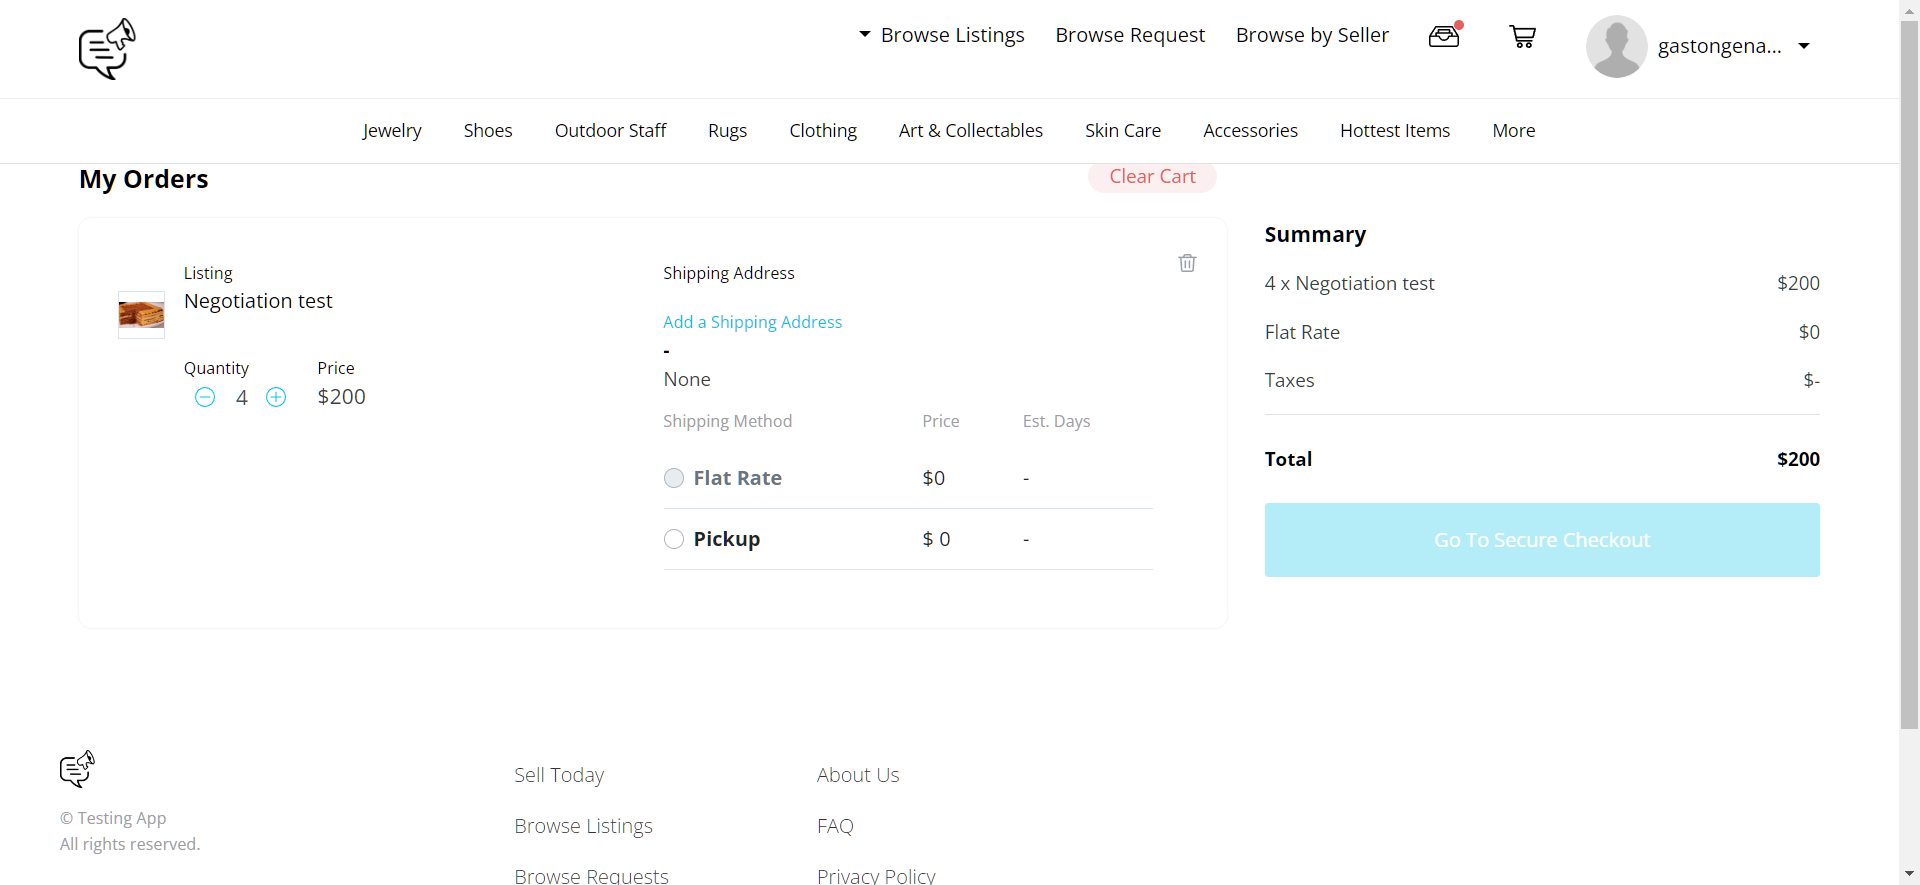 Browse Listings Browse Request Browse by Seller gastongena...
Jewelry Shoes Outdoor Staff Rugs Clothing Art & Collectables Skin Care Accessories Hottest Items More
My Orders Clear Cart
Listing
Negotiation test
Quantity Price
4 $200
Shipping Address
Add a Shipping Address
-
None
Shipping Method Price Est. Days
Flat Rate $0 -
Pickup $ 0 -
Summary
4 x Negotiation test $200
Flat Rate $0
Taxes $-
Total $200
Go To Secure Checkout
© Testing App
All rights reserved.
Sell Today
Browse Listings
Browse Requests
About Us
FAQ
Privacy Policy